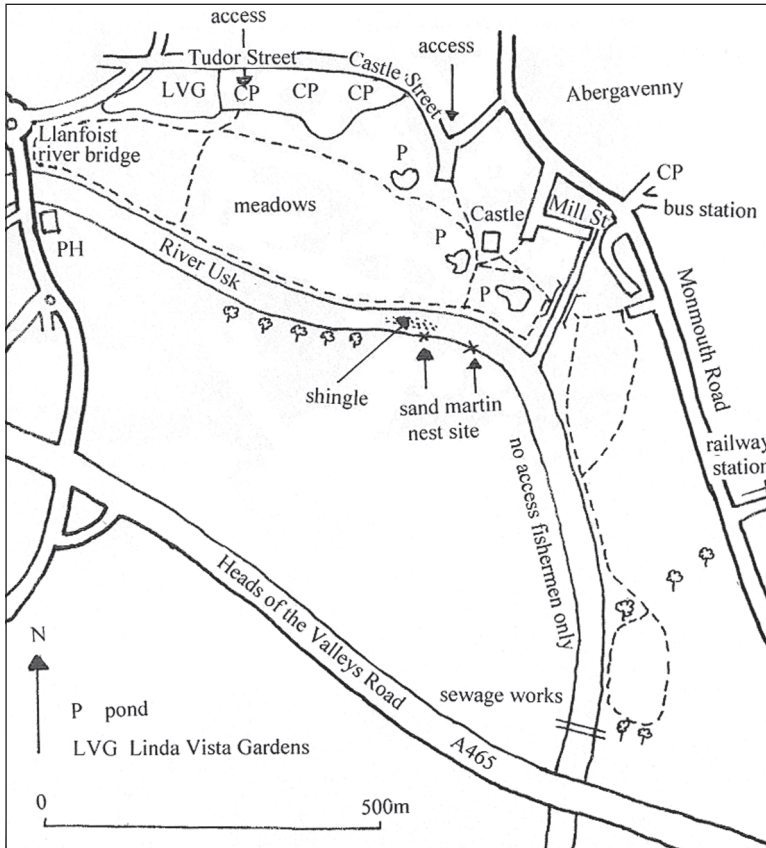 access
Tudor Street
Castle Street
access
LVG
CP
CP
CP
Abergavenny
Llanfoist
river bridge
P
CP
bus station
Mill St
meadows
Castle
P
PH
River Usk
P
Monmouth Road
shingle
sand martin
nest site
railway
station
no access fishermen only
Heads of the Valleys Road
A465
sewage works
N
P pond
LVG Linda Vista Gardens
0
500m